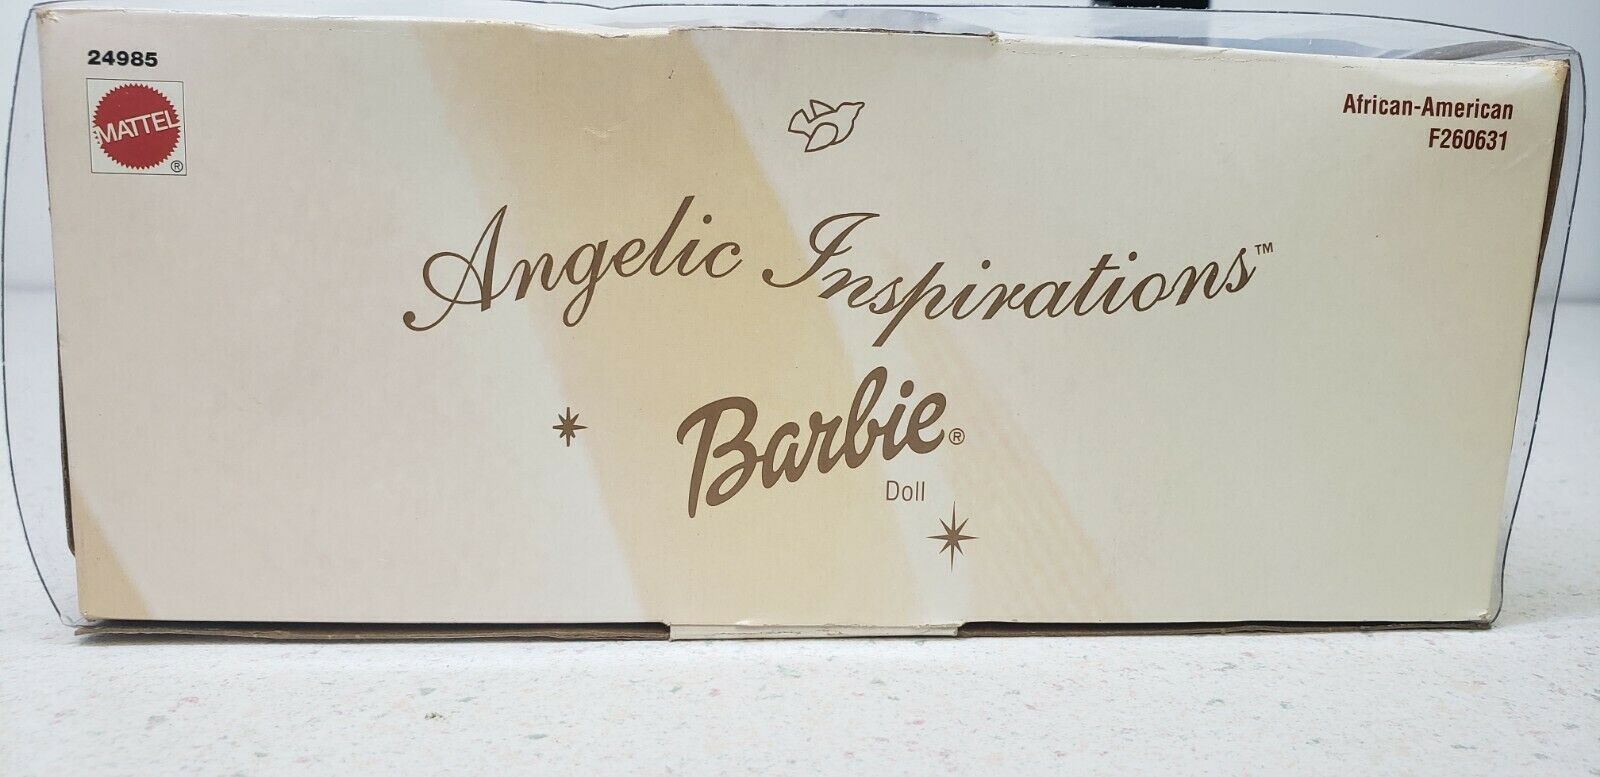 24985
MATTEL
®
African-American
F260631
Angelic Inspirations™
Barbie®
Doll